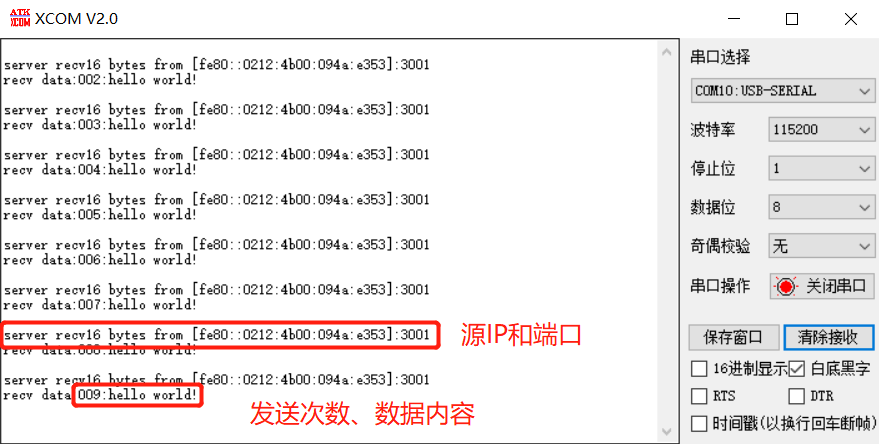 ATK
XCOM
XCOM V2.0
server recv16 bytes from [fe80::0212:4b00:094a:e353]:3001
recv data:002:hello world!
server recv16 bytes from [fe80::0212:4b00:094a:e353]:3001
recv data:003:hello world!
server recv16 bytes from [fe80::0212:4b00:094a:e353]:3001
recv data:004:hello world!
server recv16 bytes from [fe80::0212:4b00:094a:e353]:3001
recv data:005:hello world!
server recv16 bytes from [fe80::0212:4b00:094a:e353]:3001
recv data:006:hello world!
server recv16 bytes from [fe80::0212:4b00:094a:e353]:3001
recv data:007:hello world!
server recv16 bytes from [fe80::0212:4b00:094a:e353]:3001
recv data:008:hello world!
源IP和端口
server recv16 bytes from [fe80::0212:4b00:094a:e353]:3001
recv data:009:hello world!
发送次数、数据内容
串口选择
COM10:USB-SERIAL
波特率 115200
停止位 1
数据位 8
奇偶校验 无
串口操作 关闭串口
保存窗口 清除接收
16进制显示 白底黑字
RTS DTR
时间戳(以换行回车断帧)